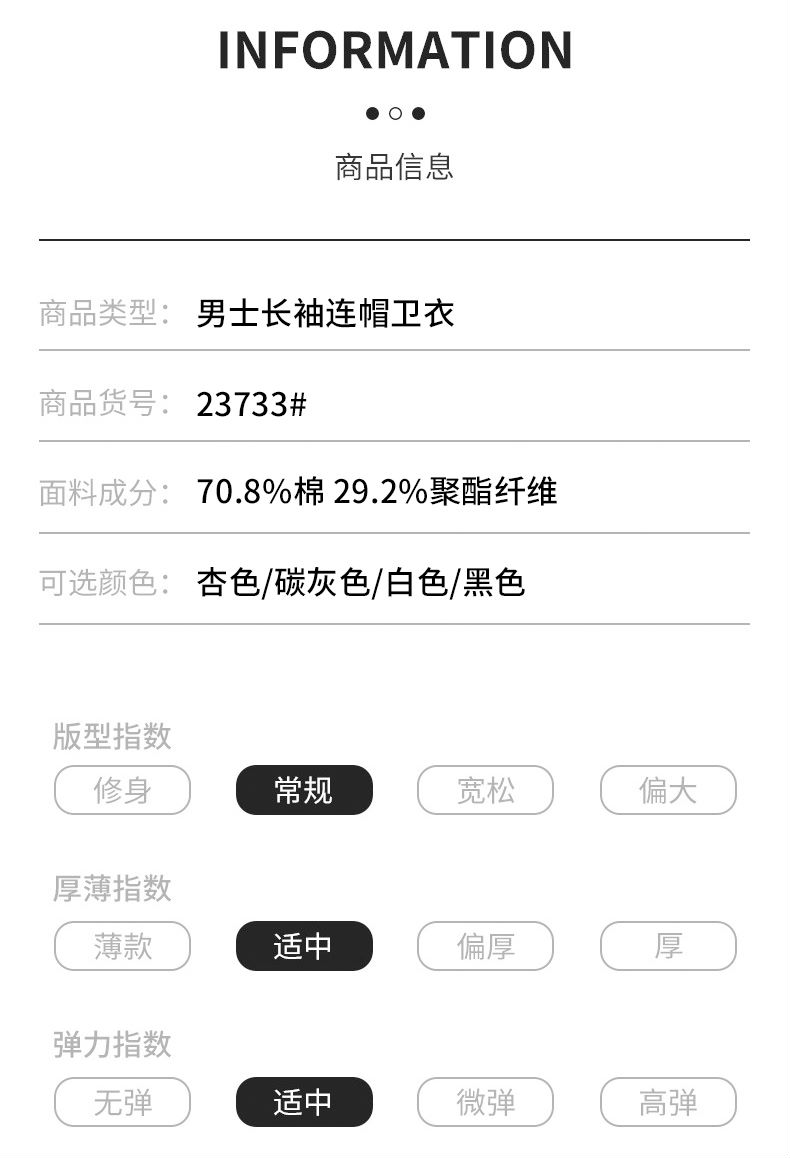 INFORMATION
商品信息
商品类型： 男士长袖连帽卫衣
商品货号： 23733#
面料成分： 70.8%棉 29.2%聚酯纤维
可选颜色： 杏色/碳灰色/白色/黑色
版型指数
修身 常规 宽松 偏大
厚薄指数
薄款 适中 偏厚 厚
弹力指数
无弹 适中 微弹 高弹